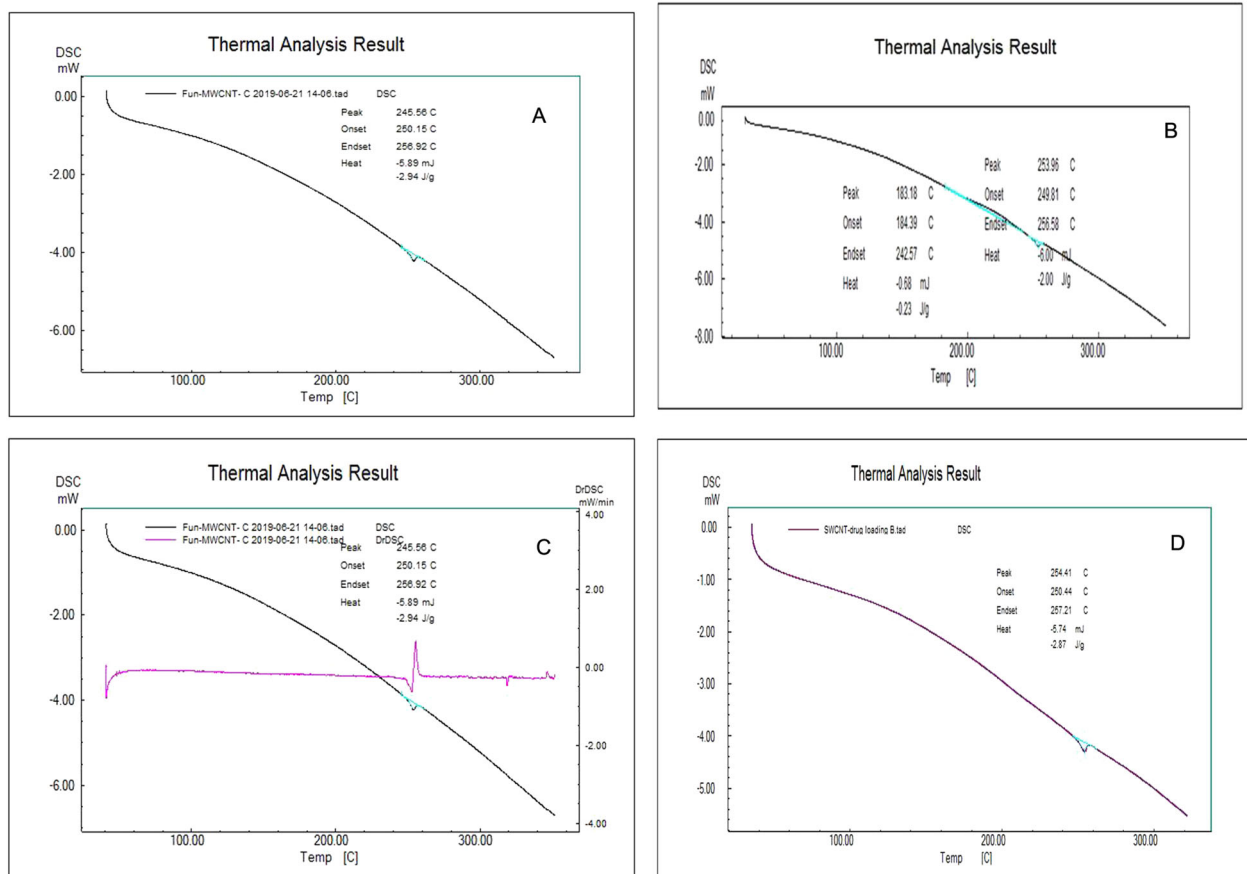 Thermal Analysis Result
DSC
mW
Fun-MWCNT- C 2019-06-21 14-06.tad DSC
Peak 245.56 C
Onset 250.15 C
Endset 256.92 C
Heat -5.89 mJ
-2.94 J/g
A
0.00
-2.00
-4.00
-6.00
100.00 200.00 300.00
Temp [C]
Thermal Analysis Result
DSC
mW
B
0.00
-2.00
-4.00
-6.00
-8.00
Peak 183.18 C
Onset 184.39 C
Endset 242.57 C
Heat -0.68 mJ
-0.23 J/g
Peak 253.96 C
Onset 249.81 C
Endset 256.58 C
Heat -6.00 mJ
-2.00 J/g
100.00 200.00 300.00
Temp [C]
Thermal Analysis Result
DSC
mW
DrDSC
mW/min
Fun-MWCNT- C 2019-06-21 14-06.tad DSC
Fun-MWCNT- C 2019-06-21 14-06.tad DrDSC
Peak 245.56 C
Onset 250.15 C
Endset 256.92 C
Heat -5.89 mJ
-2.94 J/g
C
0.00
-2.00
-4.00
-6.00
4.00
2.00
0.00
-2.00
-4.00
100.00 200.00 300.00
Temp [C]
Thermal Analysis Result
DSC
mW
SWCNT-drug loading B.tad DSC
D
Peak 254.41 C
Onset 250.44 C
Endset 257.21 C
Heat -5.74 mJ
-2.87 J/g
0.00
-1.00
-2.00
-3.00
-4.00
-5.00
100.00 200.00 300.00
Temp [C]